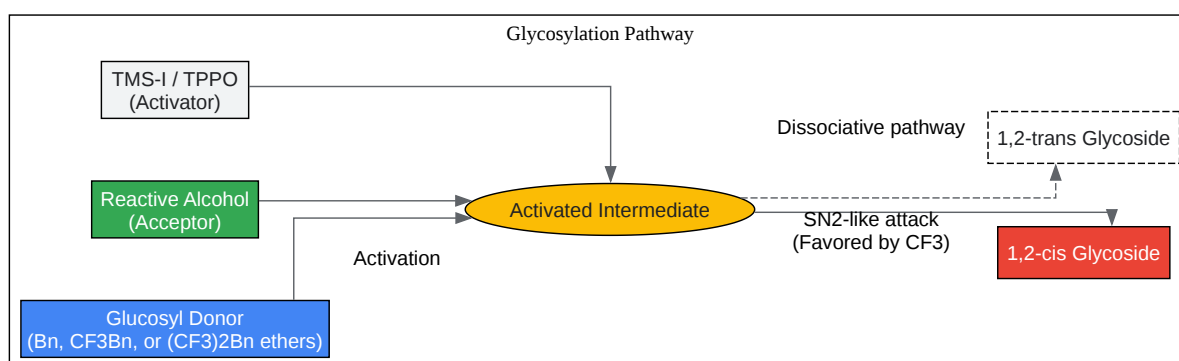 Glycosylation Pathway
TMS-I / TPPO
(Activator)
Dissociative pathway
1,2-trans Glycoside
Reactive Alcohol
(Acceptor)
Activated Intermediate
SN2-like attack
(Favored by CF3)
1,2-cis Glycoside
Activation
Glucosyl Donor
(Bn, CF3Bn, or (CF3)2Bn ethers)